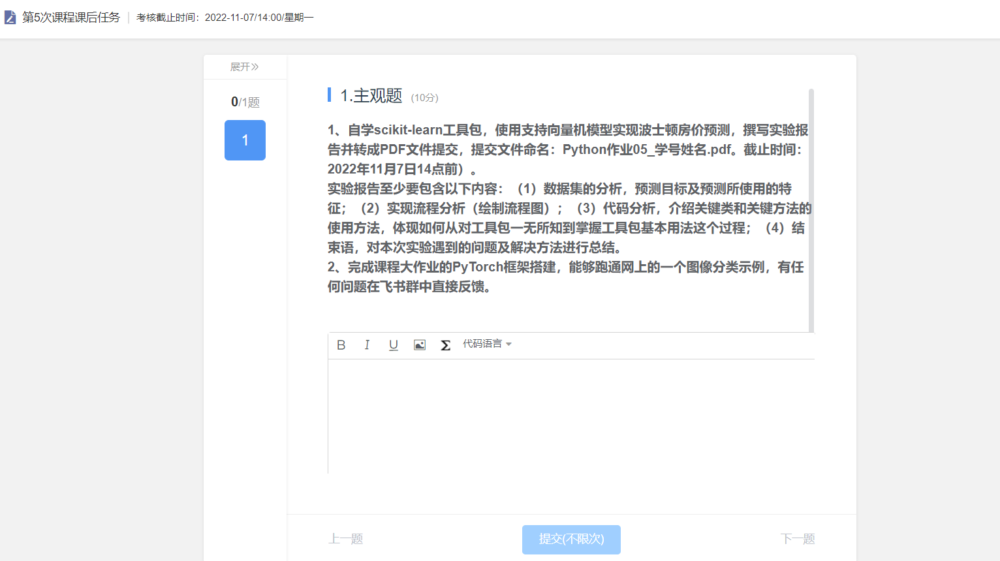 第5次课程课后任务 考核截止时间：2022-11-07/14:00/星期一
展开
0/1题
1
1.主观题 (10分)
1、自学scikit-learn工具包，使用支持向量机模型实现波士顿房价预测，撰写实验报
告并转成PDF文件提交，提交文件命名：Python作业05_学号姓名.pdf。截止时间：
2022年11月7日14点前）。
实验报告至少要包含以下内容：（1）数据集的分析，预测目标及预测所使用的特
征；（2）实现流程分析（绘制流程图）；（3）代码分析，介绍关键类和关键方法的
使用方法，体现如何从对工具包一无所知到掌握工具包基本用法这个过程；（4）结
束语，对本次实验遇到的问题及解决方法进行总结。
2、完成课程大作业的PyTorch框架搭建，能够跑通网上的一个图像分类示例，有任
何问题在飞书群中直接反馈。
B I U Σ 代码语言
上一题 提交(不限次) 下一题